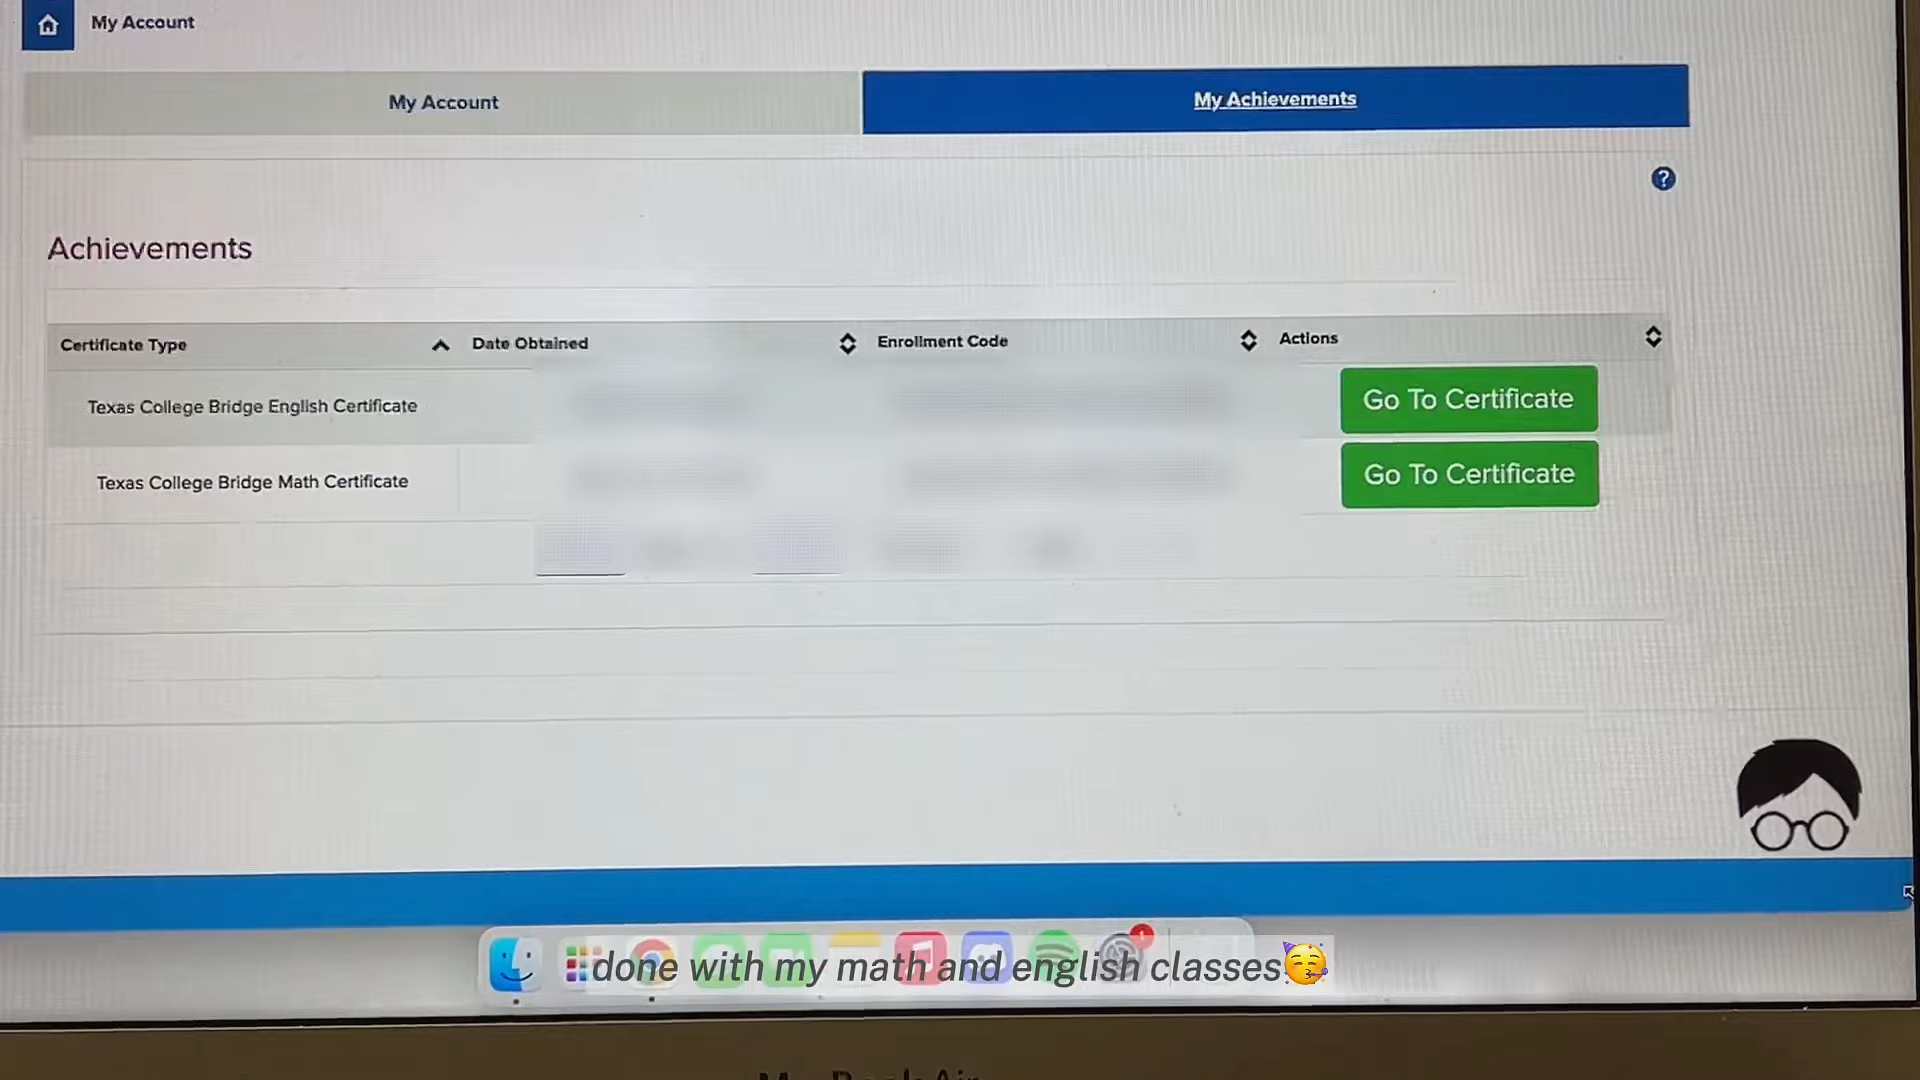 My Account
My Account
My Achievements
?
Achievements
Certificate Type
Date Obtained
Enrollment Code
Actions
Texas College Bridge English Certificate
Go To Certificate
Texas College Bridge Math Certificate
Go To Certificate
1
done with my math and english classes🥳